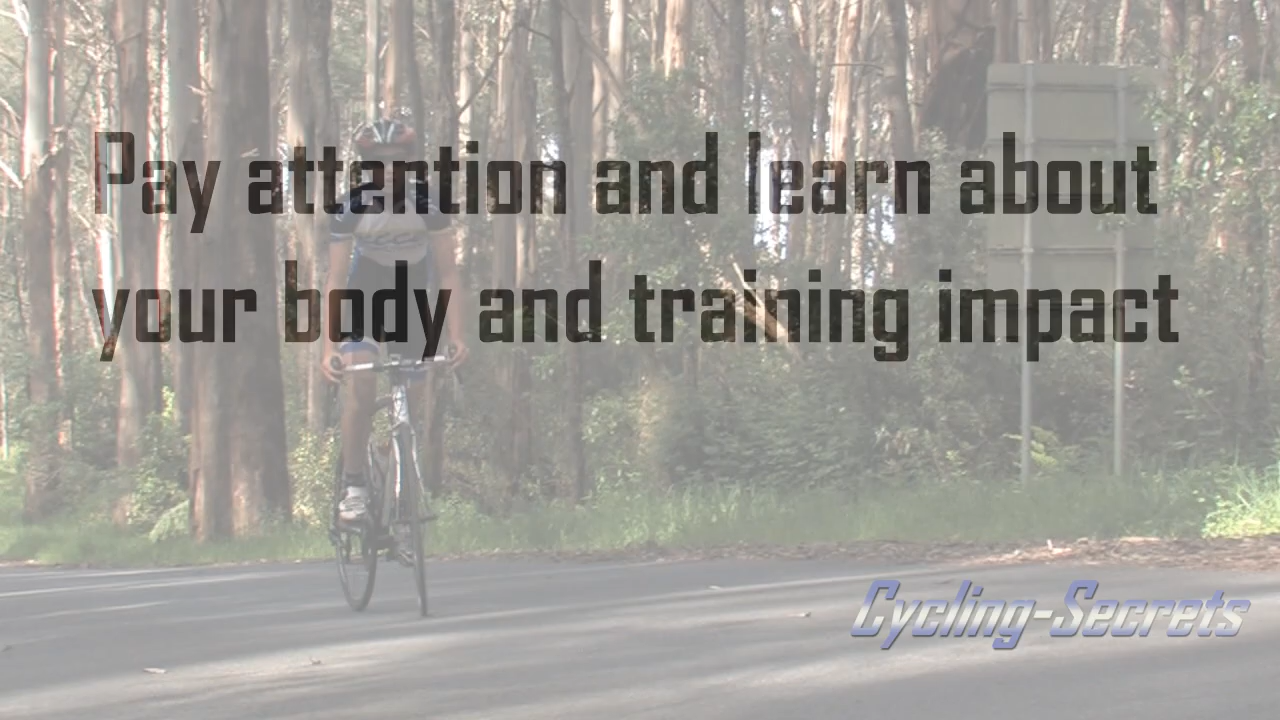 Pay attention and learn about
your body and training impact
Cycling-Secrets